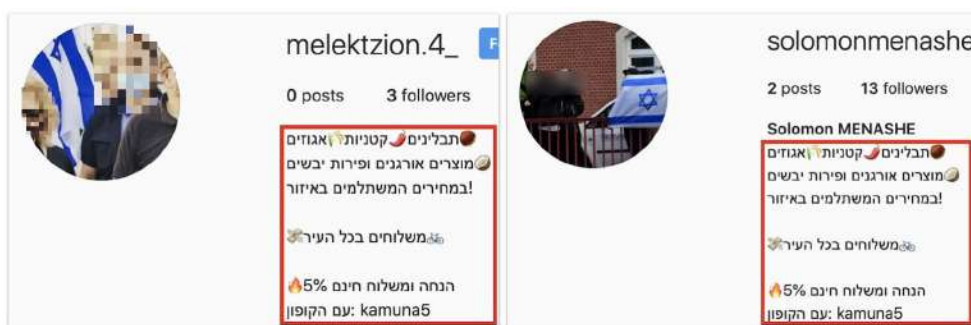 melektzion.4_
0 posts 3 followers
🌰תבלינים🌶️קטניות🌾אגוזים
🥥מוצרים אורגנים ופירות יבשים
במחירים המשתלמים באיזור!
🚲משלוחים בכל העיר💸
🔥5% הנחה ומשלוח חינם
עם הקופון: kamuna5
solomonmenashe
2 posts 13 followers
Solomon MENASHE
🌰תבלינים🌶️קטניות🌾אגוזים
🥥מוצרים אורגנים ופירות יבשים
במחירים המשתלמים באיזור!
🚲משלוחים בכל העיר💸
🔥5% הנחה ומשלוח חינם
עם הקופון: kamuna5